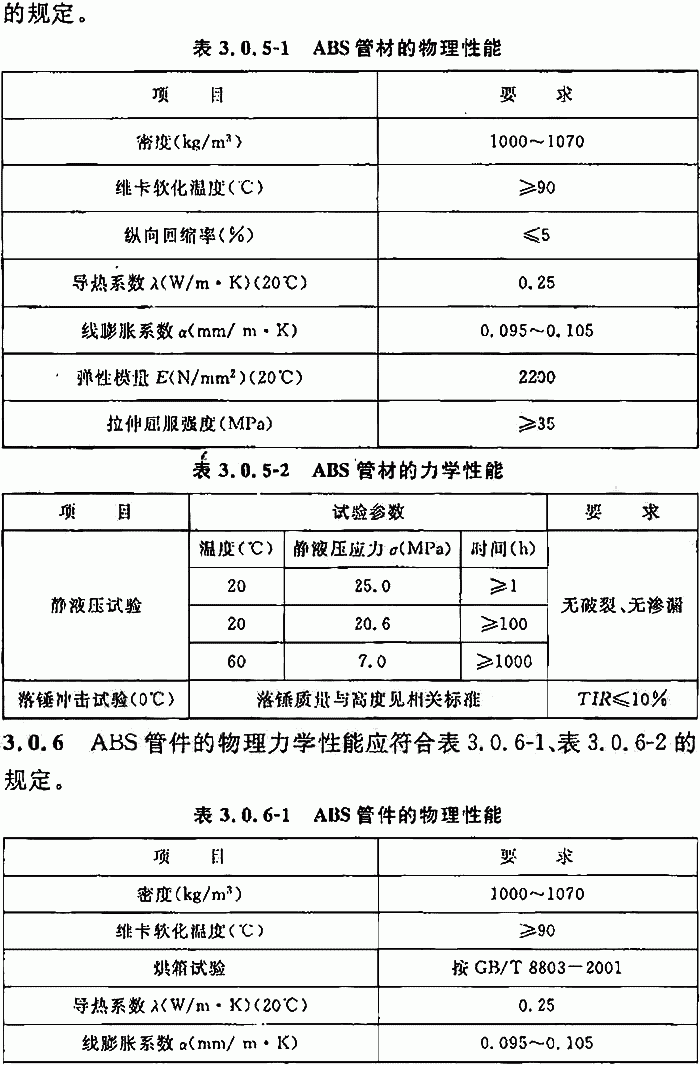 的规定。
表 3.0.5-1 ABS 管材的物理性能
项 目 要 求
密度(kg/m³) 1000～1070
维卡软化温度(℃) ≥90
纵向回缩率(%) ≤5
导热系数 λ(W/m·K)(20℃) 0.25
线膨胀系数 α(mm/ m·K) 0.095～0.105
弹性模量 E(N/mm²)(20℃) 2200
拉伸屈服强度(MPa) ≥35
表 3.0.5-2 ABS 管材的力学性能
项 目 试验参数 要 求
温度(℃) 静液压应力 σ(MPa) 时间(h)
20 25.0 ≥1
静液压试验 20 20.6 ≥100 无破裂、无渗漏
60 7.0 ≥1000
落锤冲击试验(0℃) 落锤质量与高度见相关标准 TIR≤10%
3.0.6 ABS 管件的物理力学性能应符合表 3.0.6-1、表 3.0.6-2 的
规定。
表 3.0.6-1 ABS 管件的物理性能
项 目 要 求
密度(kg/m³) 1000～1070
维卡软化温度(℃) ≥90
烘箱试验 按 GB/T 8803－2001
导热系数 λ(W/m·K)(20℃) 0.25
线膨胀系数 α(mm/ m·K) 0.095～0.105